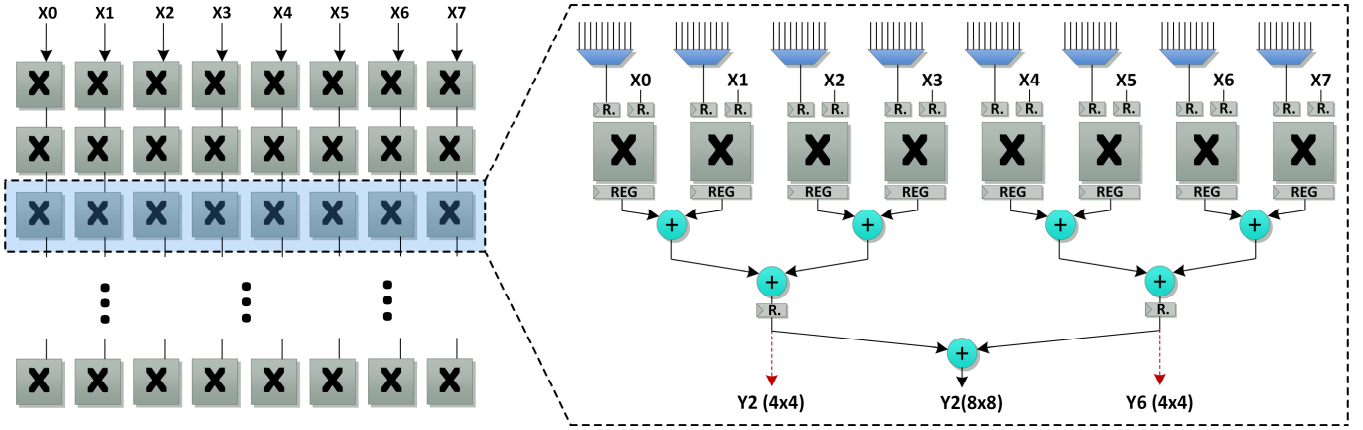 X0 X1 X2 X3 X4 X5 X6 X7
X0 X1 X2 X3 X4 X5 X6 X7
R. R. R. R. R. R. R. R. R. R. R. R. R. R. R. R.
X X X X X X X X
X X X X X X X X
X X X X X X X X
REG REG REG REG REG REG REG REG
X X X X X X X X
+ + + +
+ +
R. R.
+
X X X X X X X X
Y2 (4x4) Y2(8x8) Y6 (4x4)